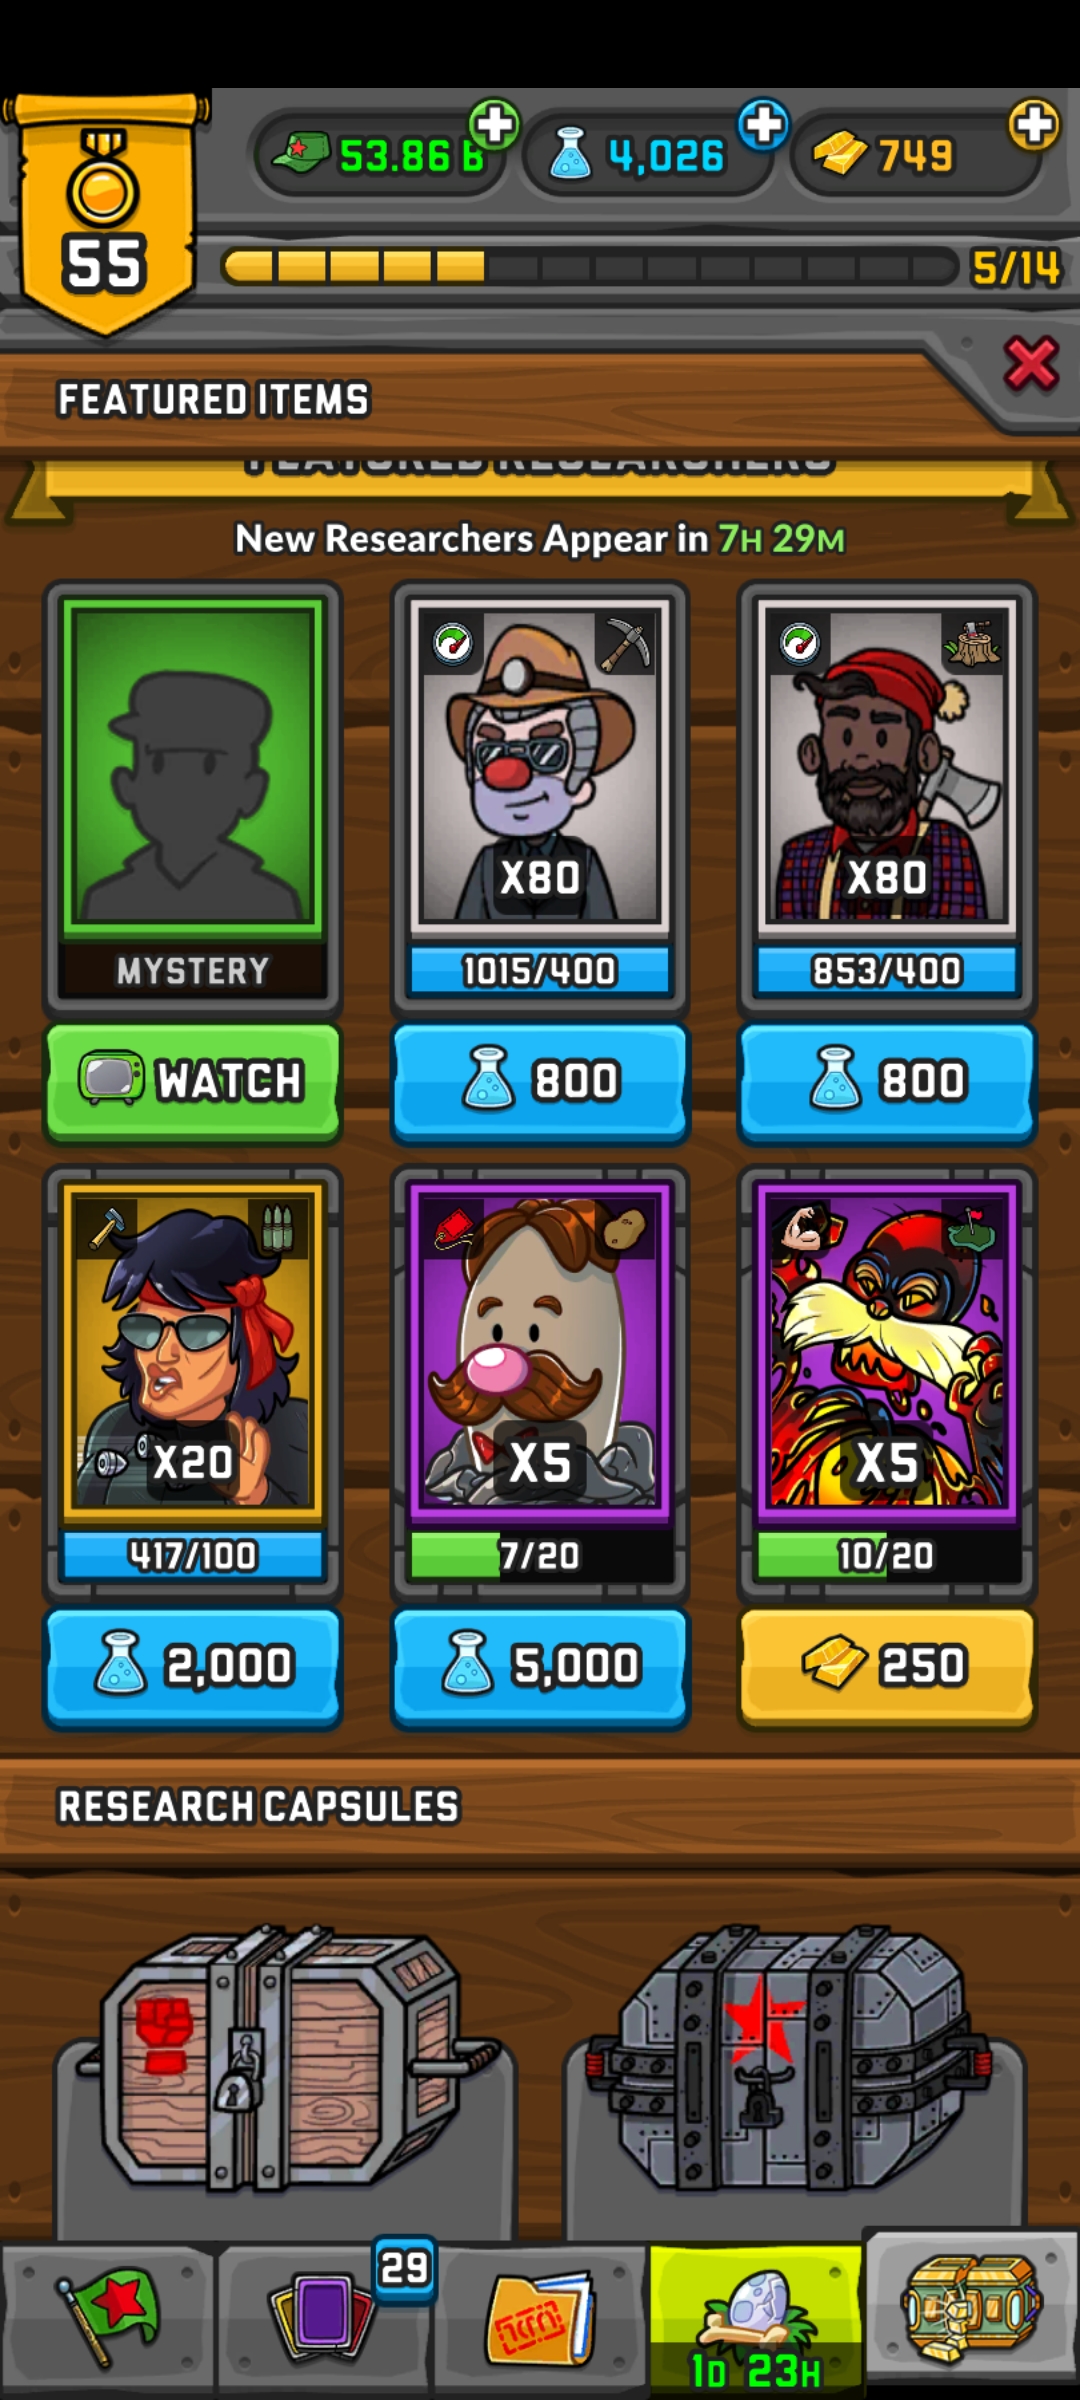 53.86 B
4,026
749
55
5/14
FEATURED ITEMS
FEATURED RESEARCHERS
New Researchers Appear in 7H 29M
X80
X80
MYSTERY
1015/400
853/400
WATCH
800
800
X20
X5
X5
417/100
7/20
10/20
2,000
5,000
250
RESEARCH CAPSULES
29
1D 23H